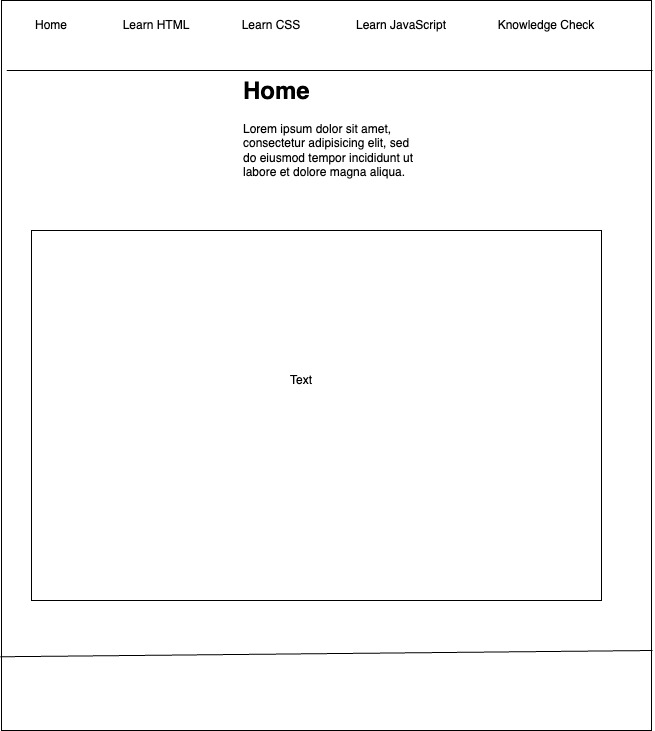 Home Learn HTML Learn CSS Learn JavaScript Knowledge Check
Home
Lorem ipsum dolor sit amet,
consectetur adipisicing elit, sed
do eiusmod tempor incididunt ut
labore et dolore magna aliqua.
Text